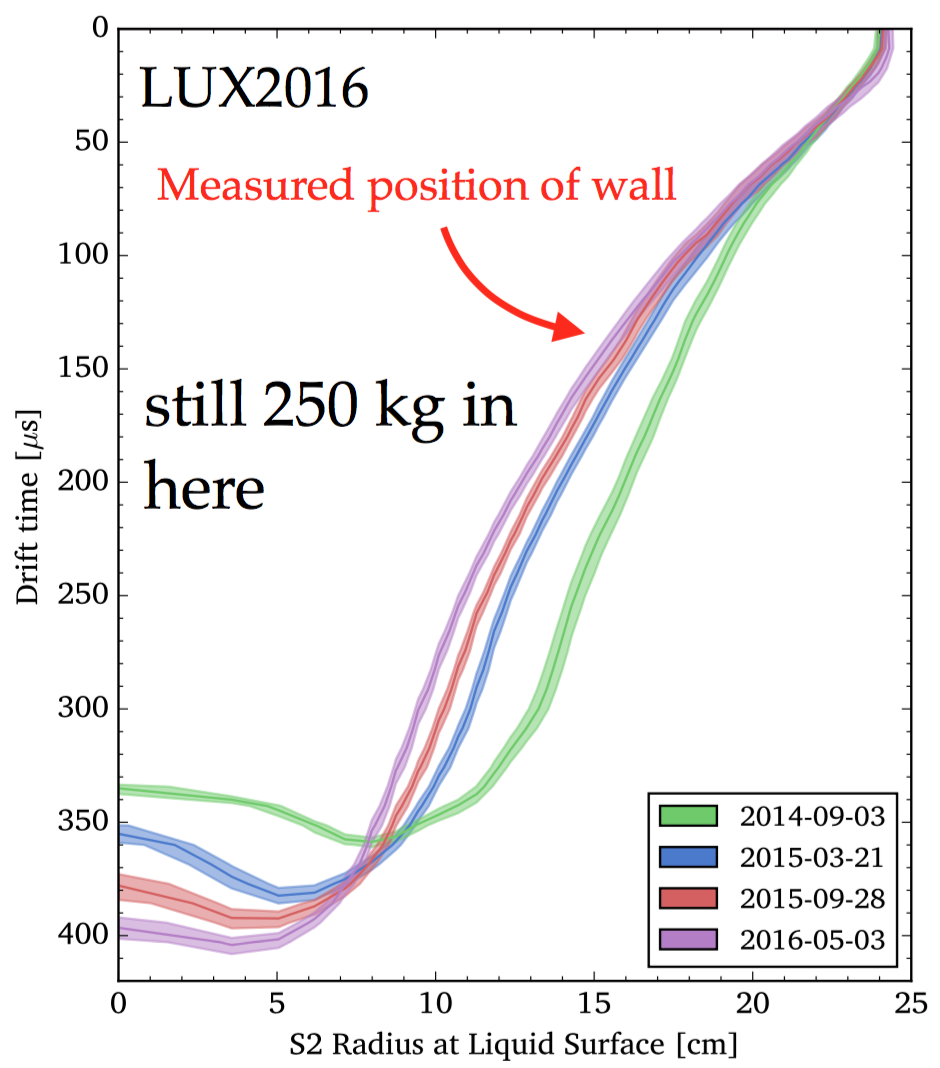 LUX2016
Measured position of wall
still 250 kg in
here
0
50
100
150
200
250
300
350
400
Drift time [μs]
0 5 10 15 20 25
S2 Radius at Liquid Surface [cm]
2014-09-03
2015-03-21
2015-09-28
2016-05-03